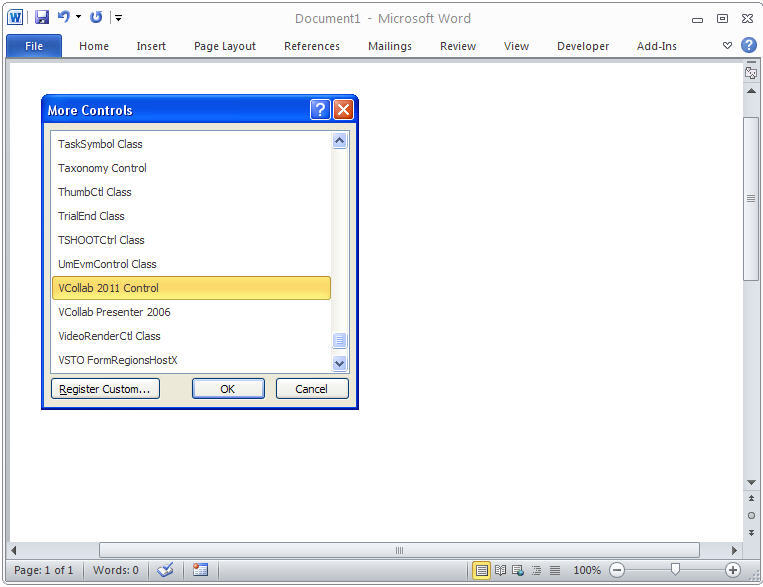 Document1 - Microsoft Word
File Home Insert Page Layout References Mailings Review View Developer Add-Ins
More Controls
TaskSymbol Class
Taxonomy Control
ThumbCtl Class
TrialEnd Class
TSHOOTCtrl Class
UmEvmControl Class
VCollab 2011 Control
VCollab Presenter 2006
VideoRenderCtl Class
VSTO FormRegionsHostX
Register Custom... OK Cancel
Page: 1 of 1 Words: 0 100%